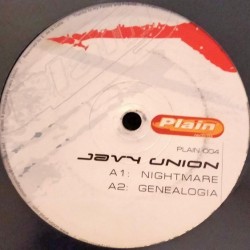 Plain
PLAIN 004
Javy Union
A1: NIGHTMARE
A2: GENEALOGIA